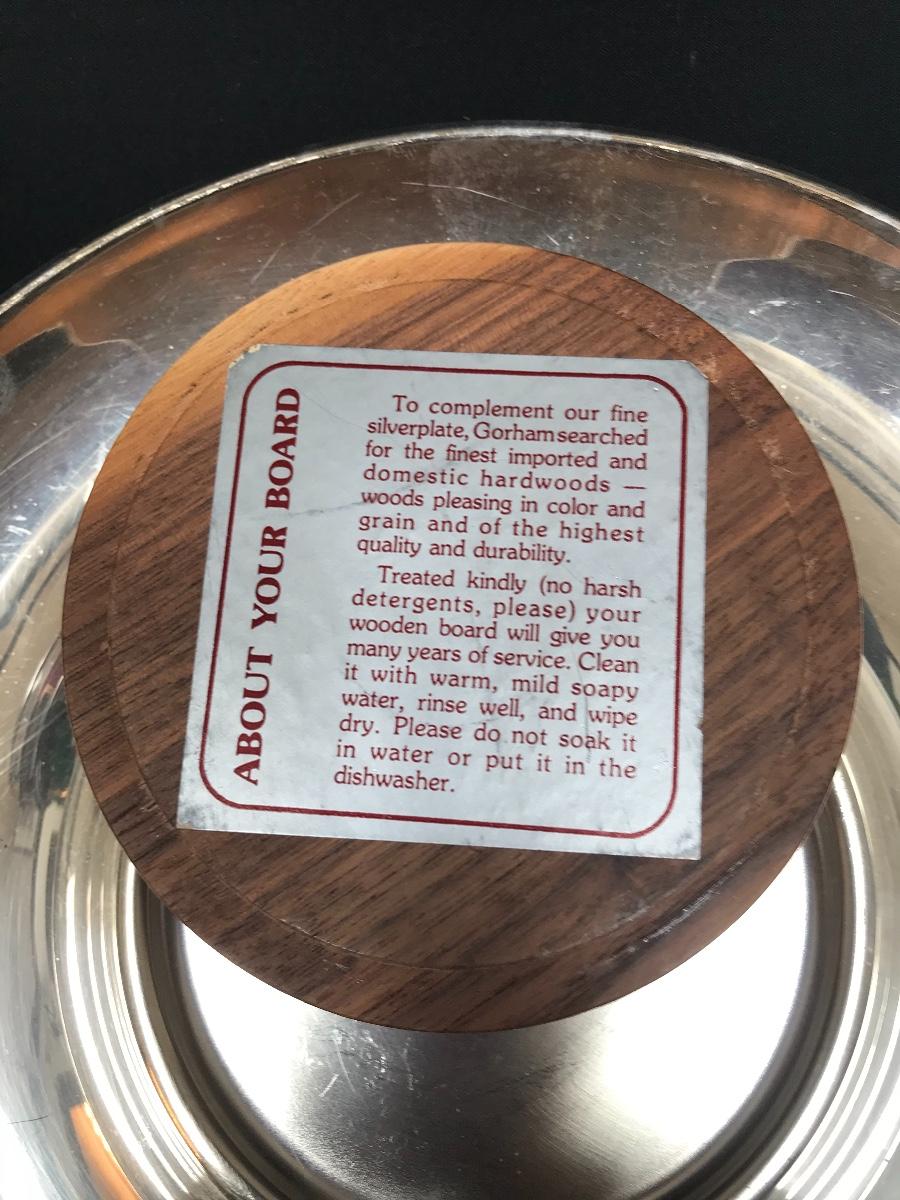 ABOUT YOUR BOARD
To complement our fine
silverplate, Gorham searched
for the finest imported and
domestic hardwoods —
woods pleasing in color and
grain and of the highest
quality and durability.
Treated kindly (no harsh
detergents, please) your
wooden board will give you
many years of service. Clean
it with warm, mild soapy
water, rinse well, and wipe
dry. Please do not soak it
in water or put it in the
dishwasher.